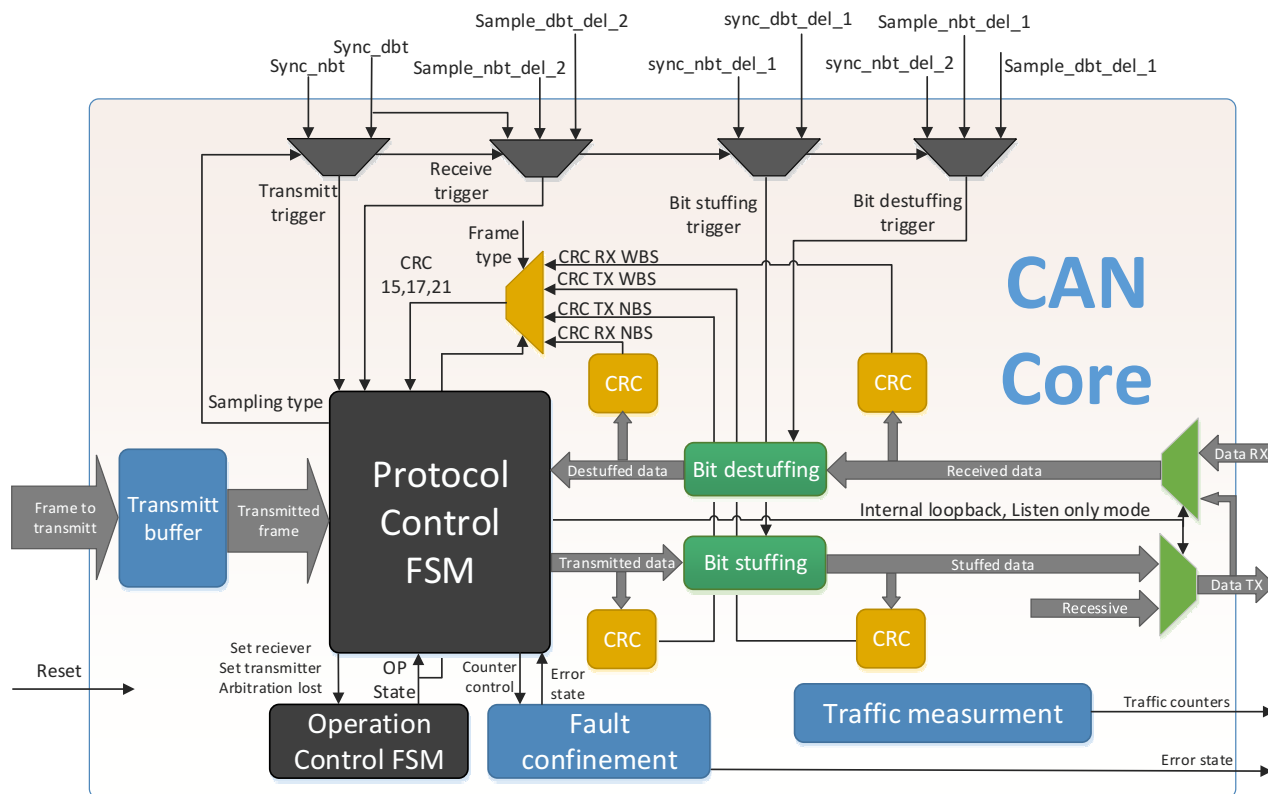 Sample_dbt_del_2
sync_dbt_del_1
Sample_nbt_del_1
Sync_dbt
Sync_nbt
Sample_nbt_del_2
sync_nbt_del_1
sync_nbt_del_2
Sample_dbt_del_1
Transmitt
trigger
Receive
trigger
Bit stuffing
trigger
Bit destuffing
trigger
Frame
type
CRC
15,17,21
CRC RX WBS
CRC TX WBS
CRC TX NBS
CRC RX NBS
CAN
Core
CRC
CRC
Sampling type
Protocol
Control
FSM
Destuffed data
Bit destuffing
Received data
Data RX
Frame to
transmitt
Transmitt
buffer
Transmitted
frame
Internal loopback, Listen only mode
Transmitted data
Bit stuffing
Stuffed data
Data TX
Recessive
CRC
CRC
Reset
Set reciever
Set transmitter
Arbitration lost
OP
State
Counter
control
Error
state
Operation
Control FSM
Fault
confinement
Traffic measurment
Traffic counters
Error state